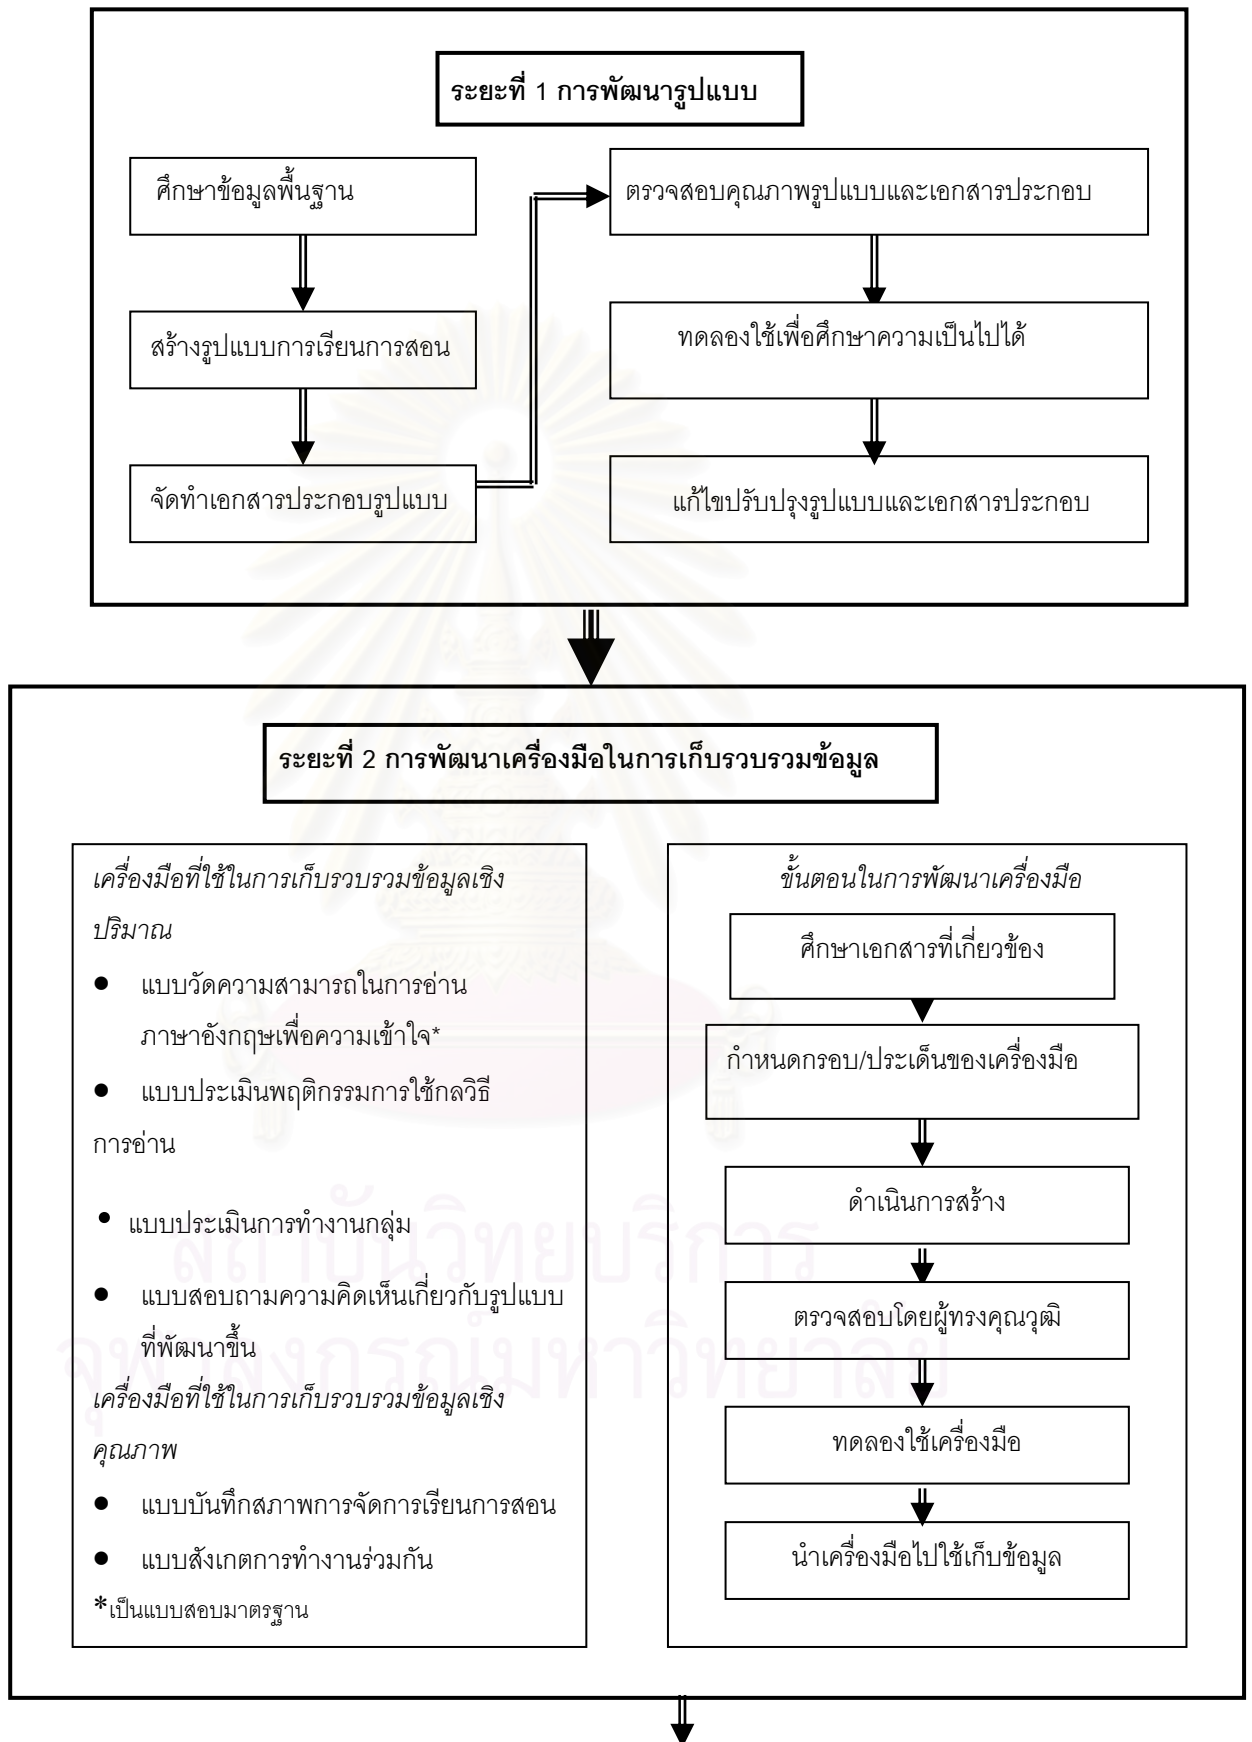 ระยะที่ 1 การพัฒนารูปแบบ
ศึกษาข้อมูลพื้นฐาน
สร้างรูปแบบการเรียนการสอน
จัดทำเอกสารประกอบรูปแบบ
ตรวจสอบคุณภาพรูปแบบและเอกสารประกอบ
ทดลองใช้เพื่อศึกษาความเป็นไปได้
แก้ไขปรับปรุงรูปแบบและเอกสารประกอบ
ระยะที่ 2 การพัฒนาเครื่องมือในการเก็บรวบรวมข้อมูล
เครื่องมือที่ใช้ในการเก็บรวบรวมข้อมูลเชิง
ปริมาณ
● แบบวัดความสามารถในการอ่าน
ภาษาอังกฤษเพื่อความเข้าใจ*
● แบบประเมินพฤติกรรมการใช้กลวิธี
การอ่าน
● แบบประเมินการทำงานกลุ่ม
● แบบสอบถามความคิดเห็นเกี่ยวกับรูปแบบ
ที่พัฒนาขึ้น
เครื่องมือที่ใช้ในการเก็บรวบรวมข้อมูลเชิง
คุณภาพ
● แบบบันทึกสภาพการจัดการเรียนการสอน
● แบบสังเกตการทำงานร่วมกัน
*เป็นแบบสอบมาตรฐาน
ขั้นตอนในการพัฒนาเครื่องมือ
ศึกษาเอกสารที่เกี่ยวข้อง
กำหนดกรอบ/ประเด็นของเครื่องมือ
ดำเนินการสร้าง
ตรวจสอบโดยผู้ทรงคุณวุฒิ
ทดลองใช้เครื่องมือ
นำเครื่องมือไปใช้เก็บข้อมูล
สถาบันวิทยบริการ
จุฬาลงกรณ์มหาวิทยาลัย